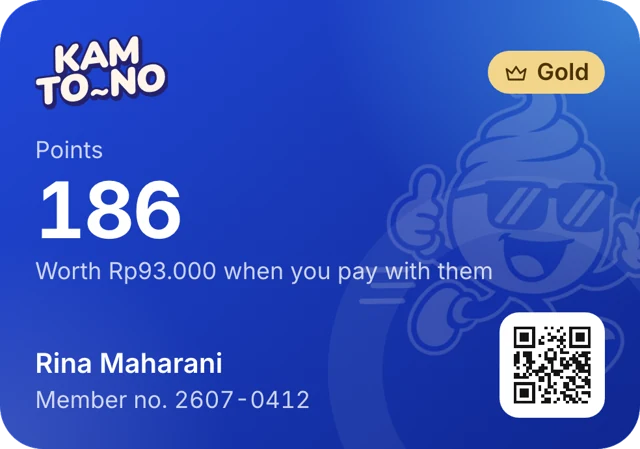 KAM
TO~NO
Gold
Points
186
Worth Rp93.000 when you pay with them
Rina Maharani
Member no. 2607-0412